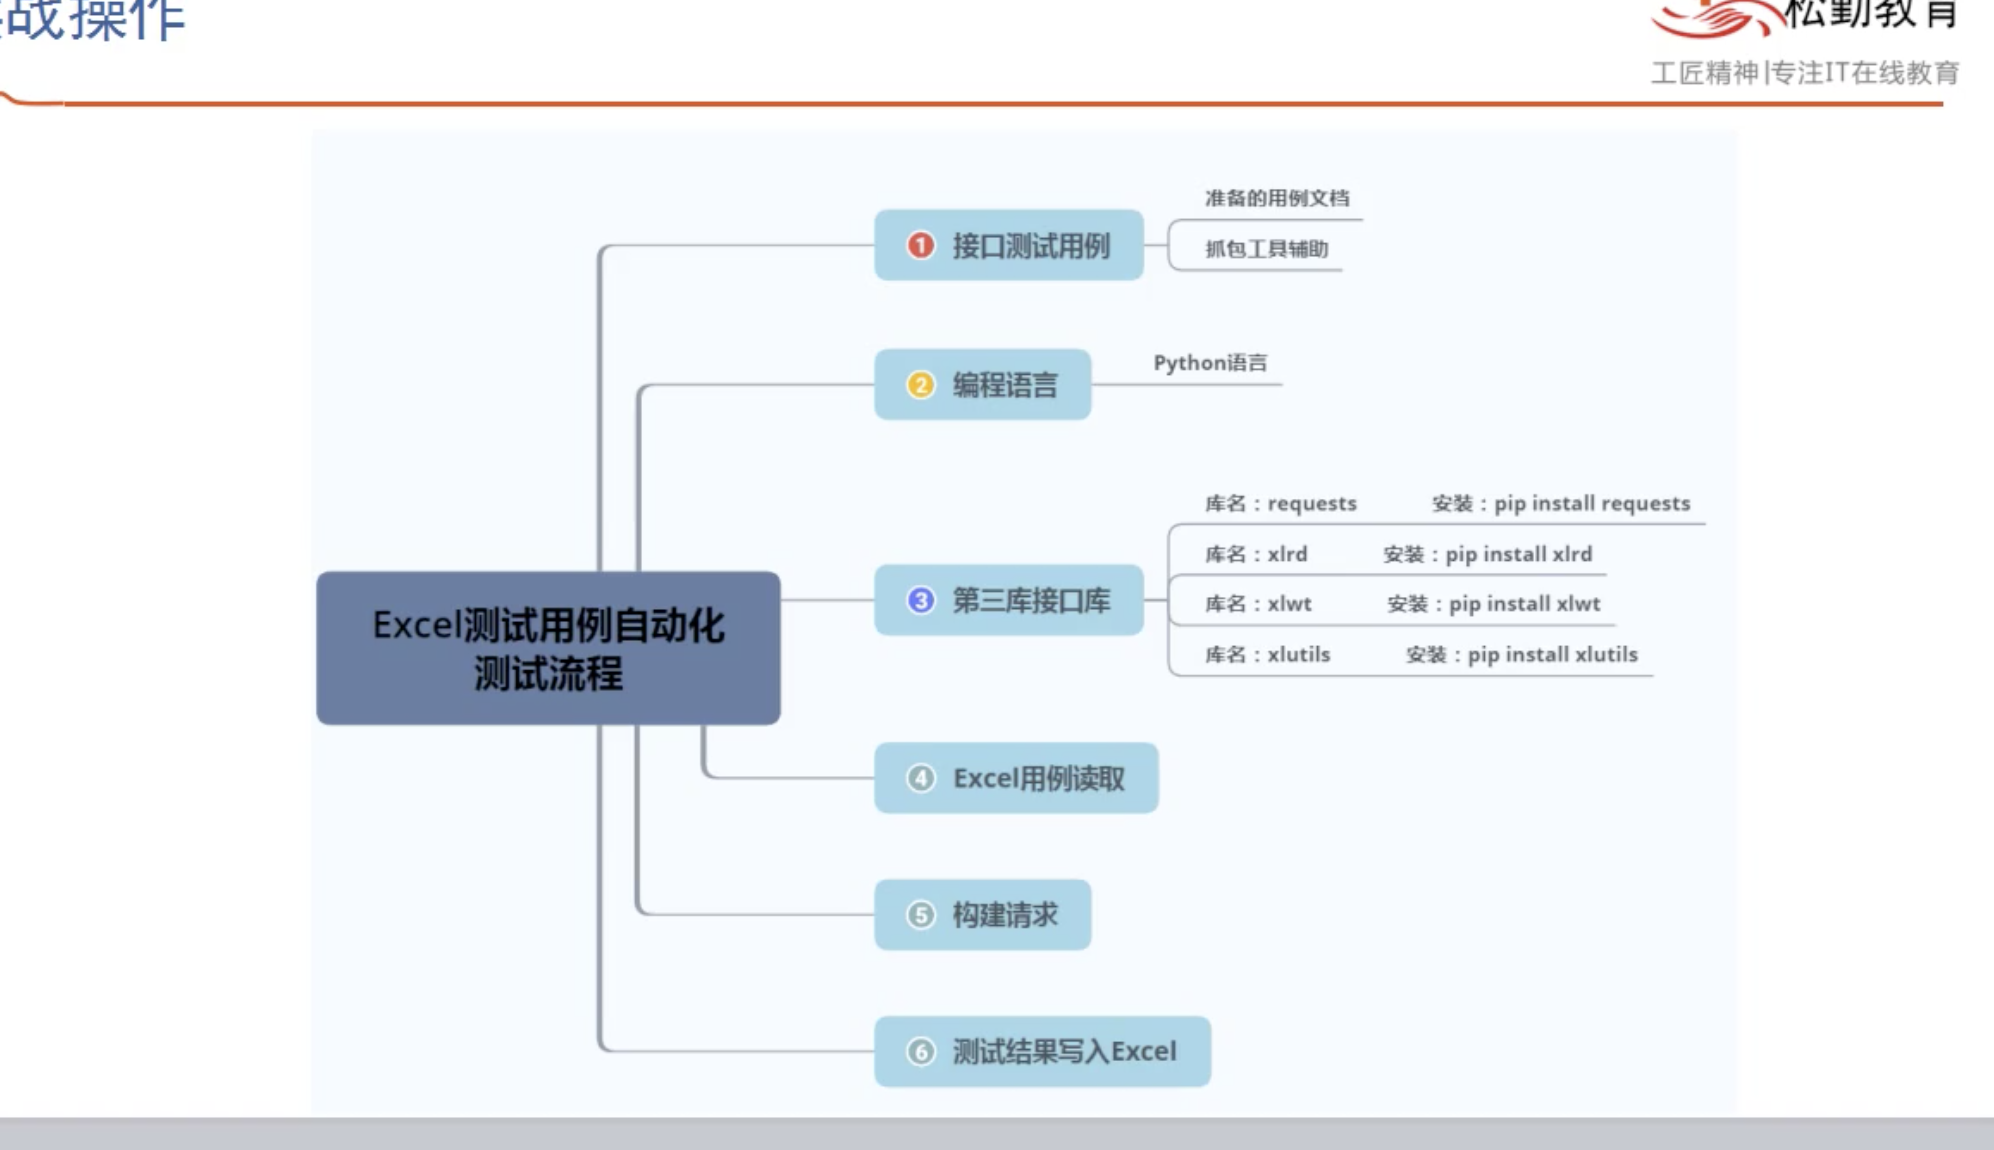 战操作
松勤教育
工匠精神|专注IT在线教育
准备的用例文档
1 接口测试用例
抓包工具辅助
2 编程语言
Python语言
库名：requests 安装：pip install requests
库名：xlrd 安装：pip install xlrd
3 第三库接口库
库名：xlwt 安装：pip install xlwt
库名：xlutils 安装：pip install xlutils
Excel测试用例自动化
测试流程
4 Excel用例读取
5 构建请求
6 测试结果写入Excel